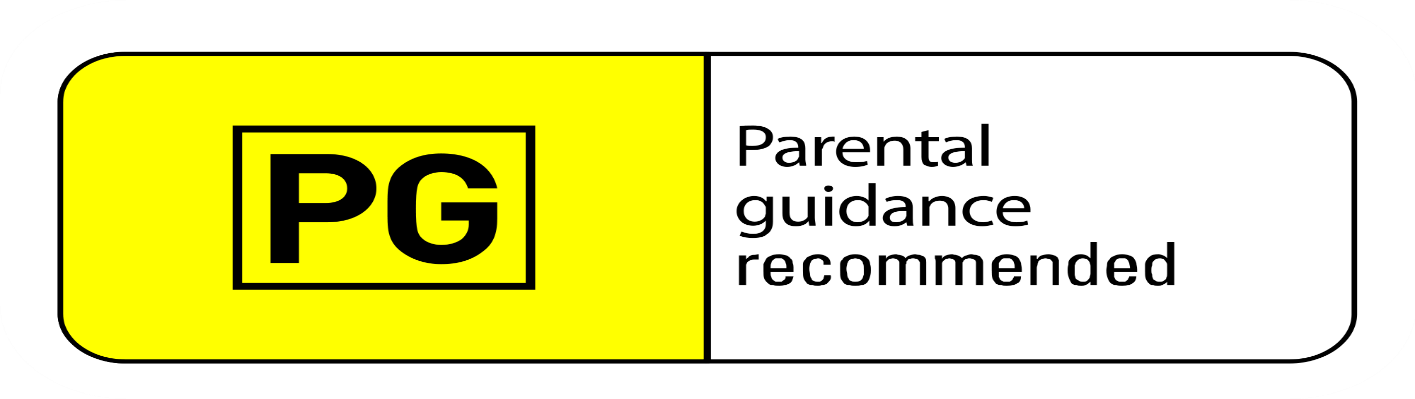 PG
Parental
guidance
recommended